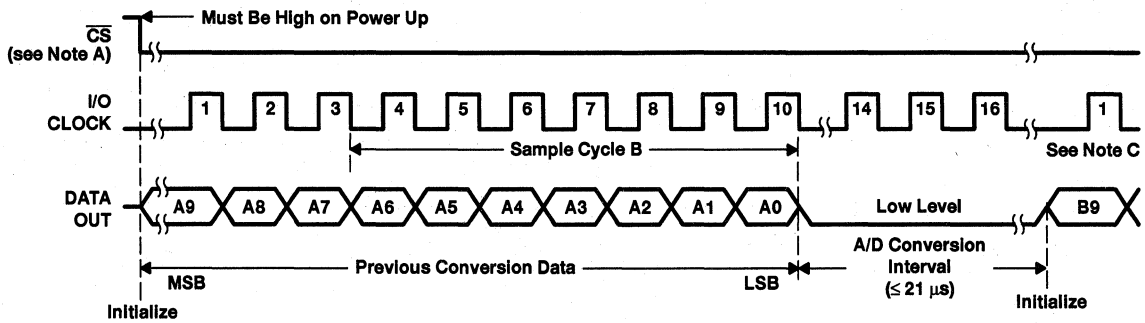 Must Be High on Power Up
CS
(see Note A)
I/O
CLOCK
1 2 3 4 5 6 7 8 9 10 14 15 16 1
Sample Cycle B
See Note C
DATA
OUT
A9 A8 A7 A6 A5 A4 A3 A2 A1 A0 Low Level B9
Previous Conversion Data
MSB LSB
A/D Conversion
Interval
(≤ 21 μs)
Initialize Initialize